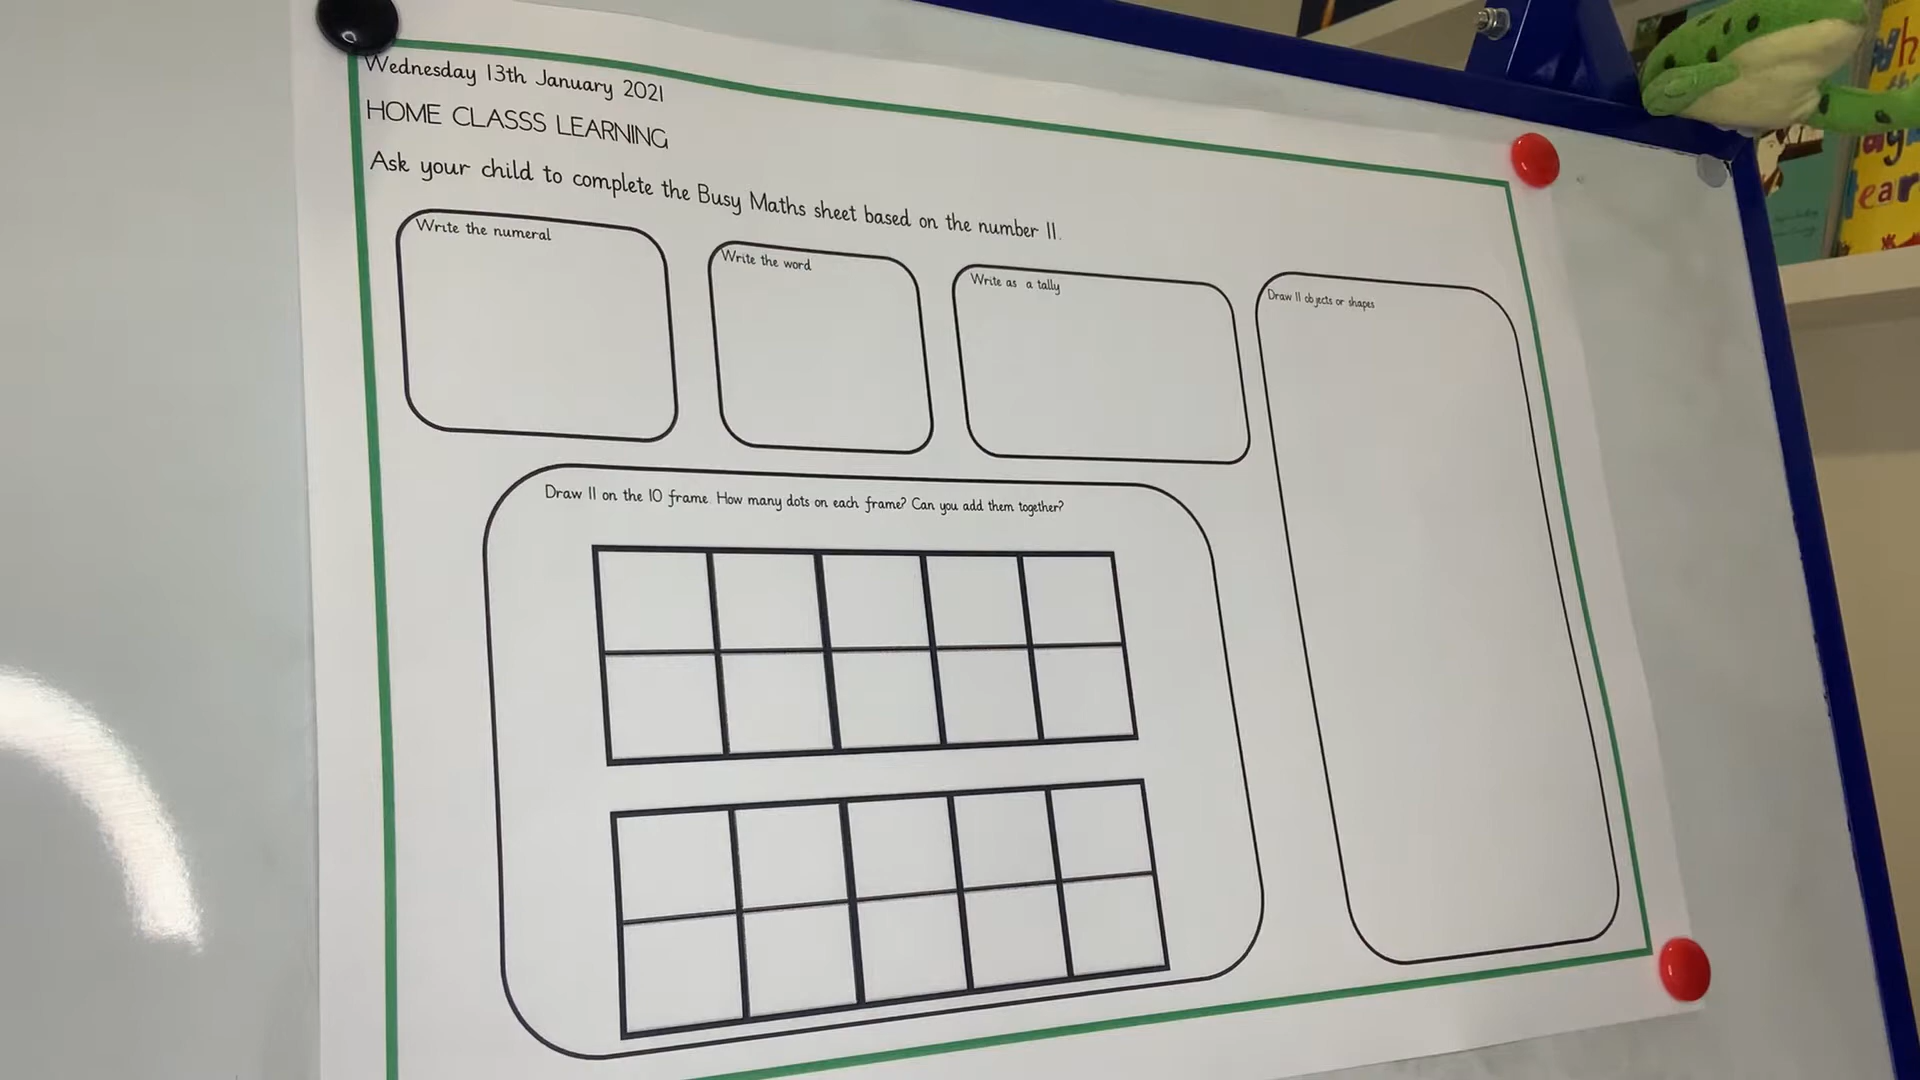 Wednesday 13th January 2021
HOME CLASSS LEARNING
Ask your child to complete the Busy Maths sheet based on the number 11.
Write the numeral
Write the word
Write as a tally
Draw 11 objects or shapes
Draw 11 on the 10 frame. How many dots on each frame? Can you add them together?